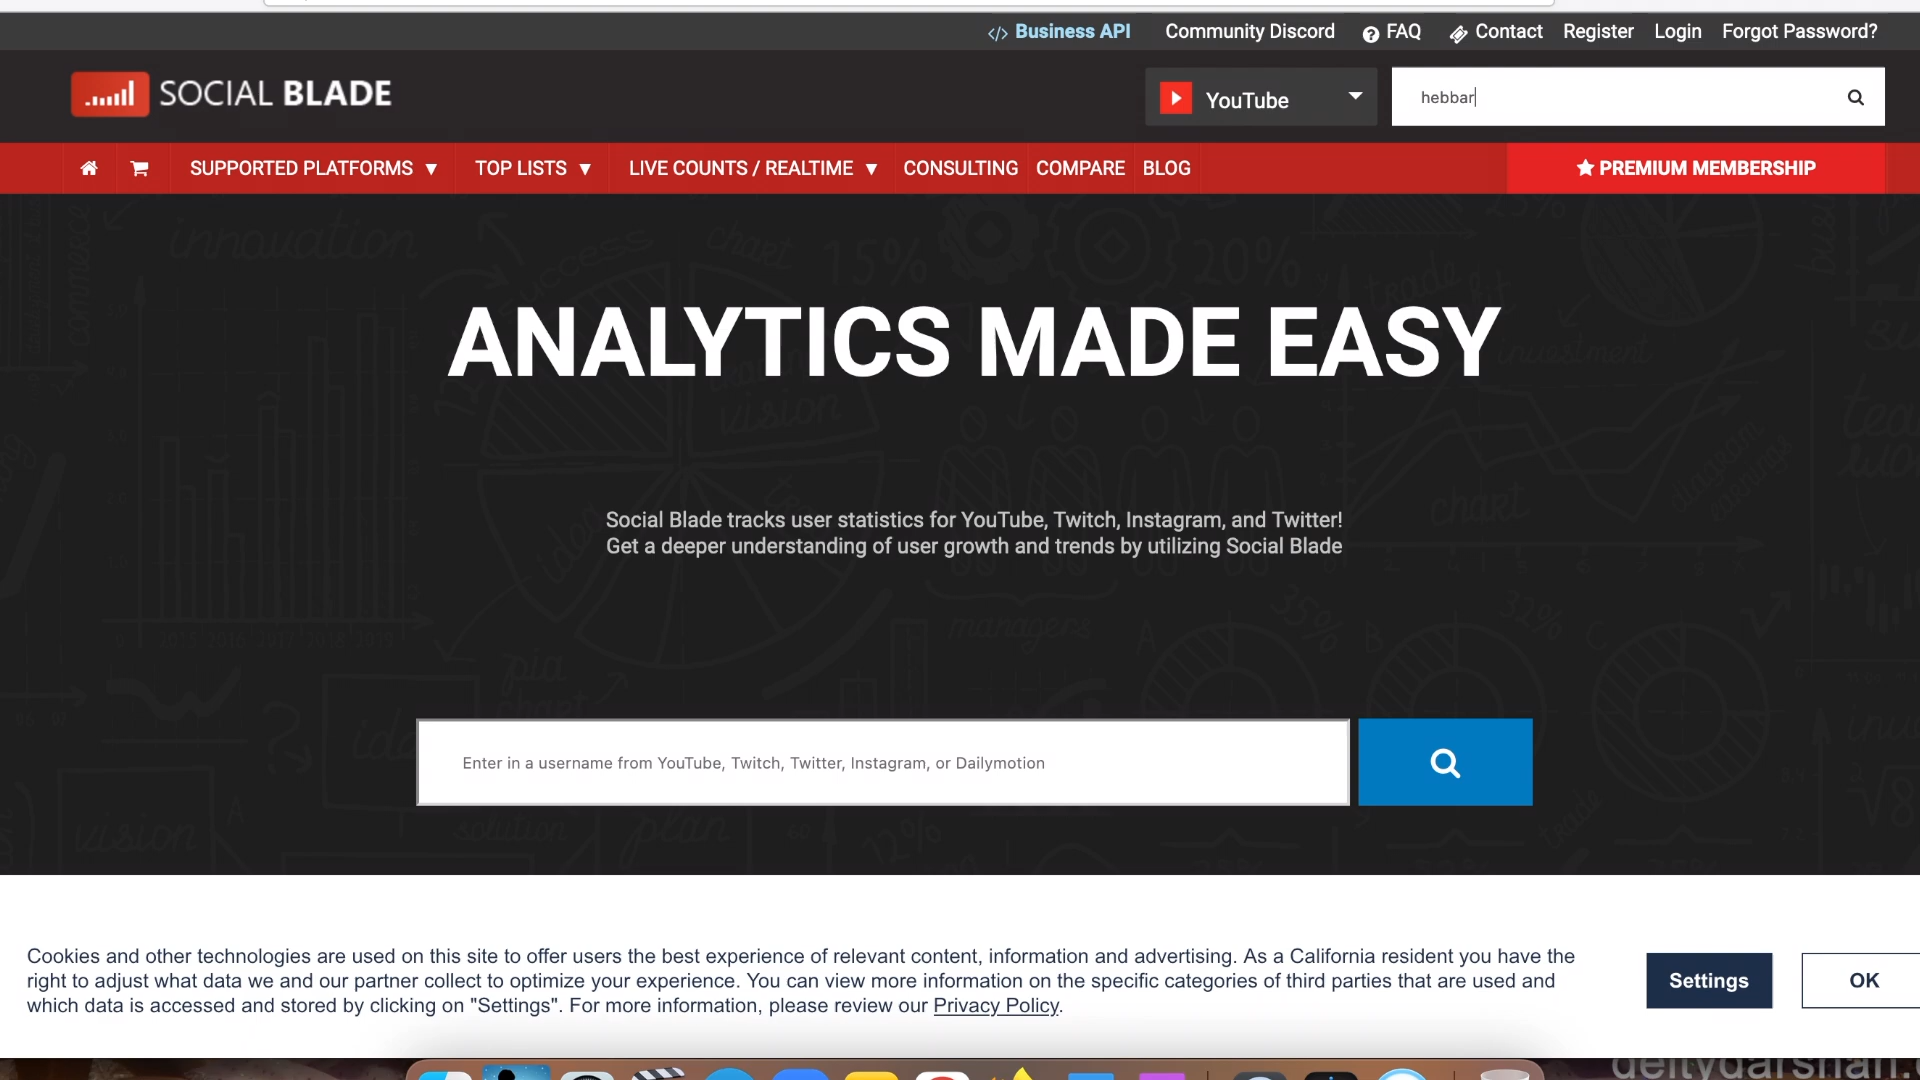 Business API Community Discord FAQ Contact Register Login Forgot Password?
SOCIAL BLADE YouTube hebbar
SUPPORTED PLATFORMS TOP LISTS LIVE COUNTS / REALTIME CONSULTING COMPARE BLOG PREMIUM MEMBERSHIP
ANALYTICS MADE EASY
Social Blade tracks user statistics for YouTube, Twitch, Instagram, and Twitter!
Get a deeper understanding of user growth and trends by utilizing Social Blade
Enter in a username from YouTube, Twitch, Twitter, Instagram, or Dailymotion
Cookies and other technologies are used on this site to offer users the best experience of relevant content, information and advertising. As a California resident you have the
right to adjust what data we and our partner collect to optimize your experience. You can view more information on the specific categories of third parties that are used and
which data is accessed and stored by clicking on "Settings". For more information, please review our Privacy Policy.
Settings OK